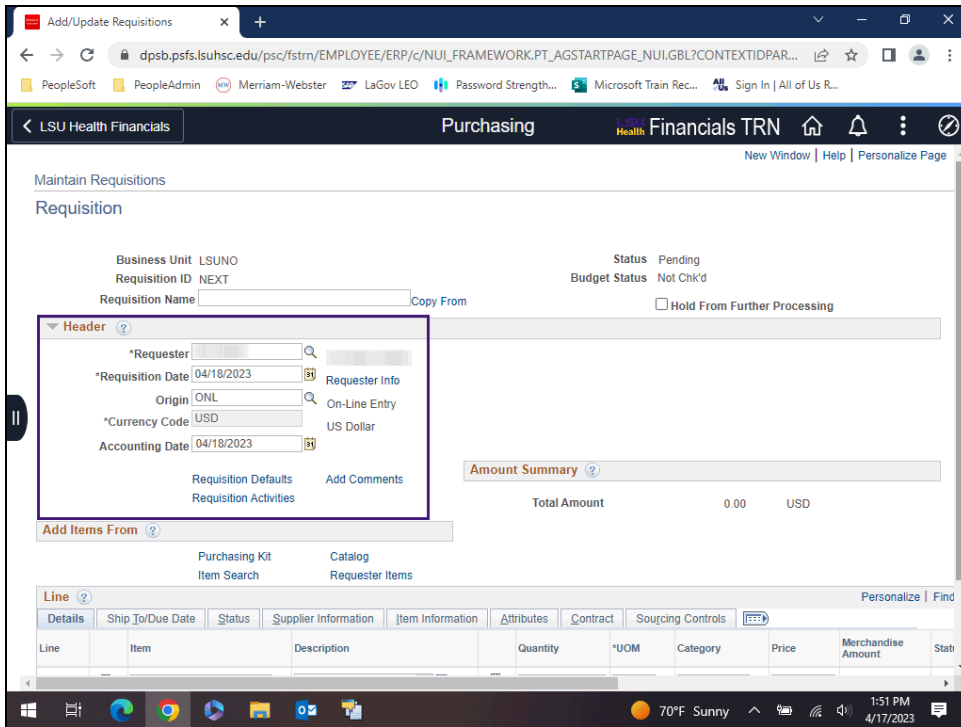 Add/Update Requisitions
dpsb.psfs.lsuhsc.edu/psc/fstrn/EMPLOYEE/ERP/c/NUI_FRAMEWORK.PT_AGSTARTPAGE_NUI.GBL?CONTEXTIDPAR...
PeopleSoft PeopleAdmin Merriam-Webster LaGov LEO Password Strength... Microsoft Train Rec... Sign In | All of Us R...
LSU Health Financials Purchasing LSU Health Financials TRN
New Window | Help | Personalize Page
Maintain Requisitions
Requisition
Business Unit LSUNO Status Pending
Requisition ID NEXT Budget Status Not Chk'd
Requisition Name Copy From Hold From Further Processing
Header
*Requester
*Requisition Date 04/18/2023 Requester Info
Origin ONL On-Line Entry
*Currency Code USD US Dollar
Accounting Date 04/18/2023
Requisition Defaults Add Comments
Requisition Activities
Amount Summary
Total Amount 0.00 USD
Add Items From
Purchasing Kit Catalog
Item Search Requester Items
Line Personalize | Find
Details Ship To/Due Date Status Supplier Information Item Information Attributes Contract Sourcing Controls
Line Item Description Quantity *UOM Category Price Merchandise Amount
70°F Sunny 1:51 PM
4/17/2023